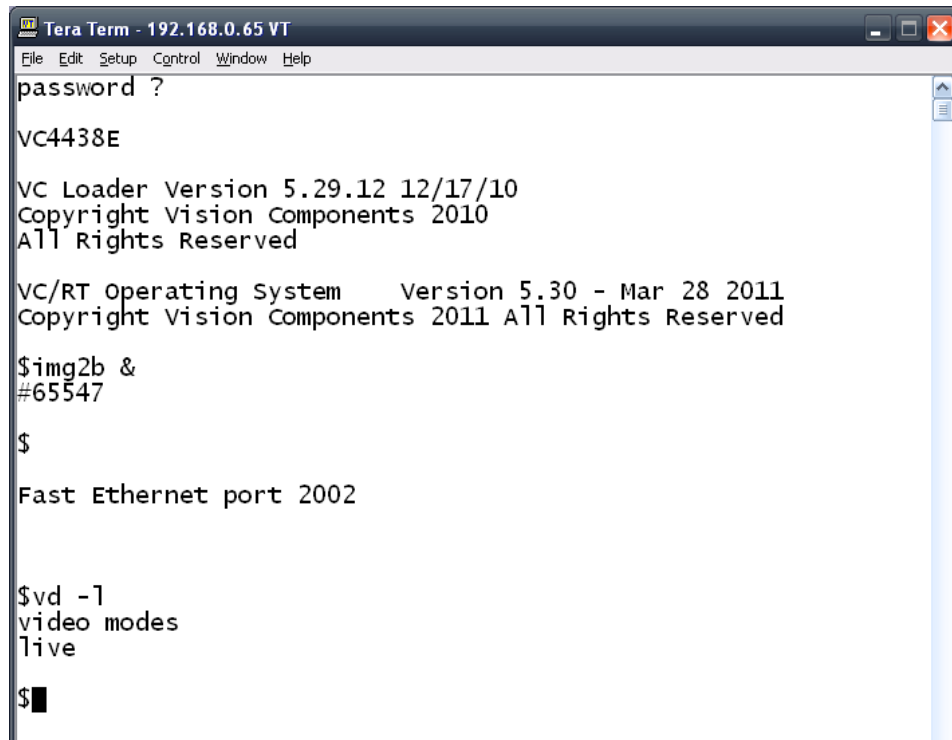 Tera Term - 192.168.0.65 VT
File Edit Setup Control Window Help
password ?
VC4438E
VC Loader Version 5.29.12 12/17/10
Copyright Vision Components 2010
All Rights Reserved
VC/RT Operating System    Version 5.30 - Mar 28 2011
Copyright Vision Components 2011 All Rights Reserved
$img2b &
#65547
$
Fast Ethernet port 2002
$vd -l
video modes
live
$